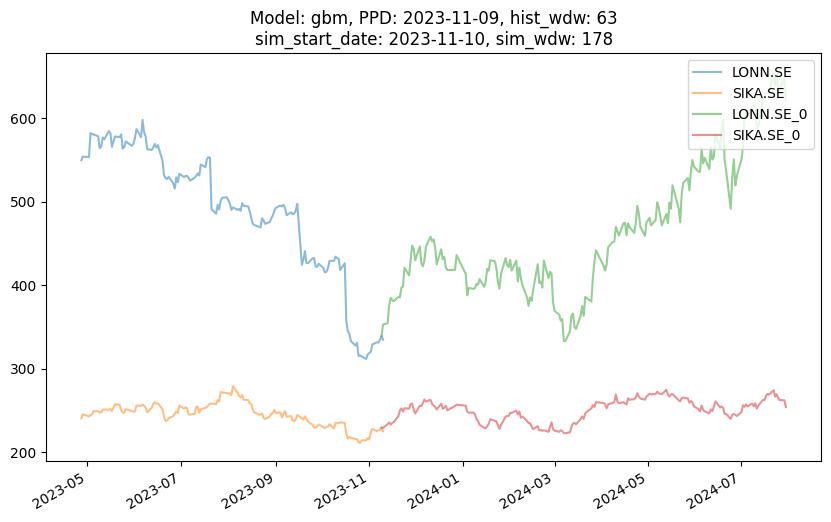 Model: gbm, PPD: 2023-11-09, hist_wdw: 63
sim_start_date: 2023-11-10, sim_wdw: 178
LONN.SE
SIKA.SE
LONN.SE_0
SIKA.SE_0
600
500
400
300
200
2023-05
2023-07
2023-09
2023-11
2024-01
2024-03
2024-05
2024-07